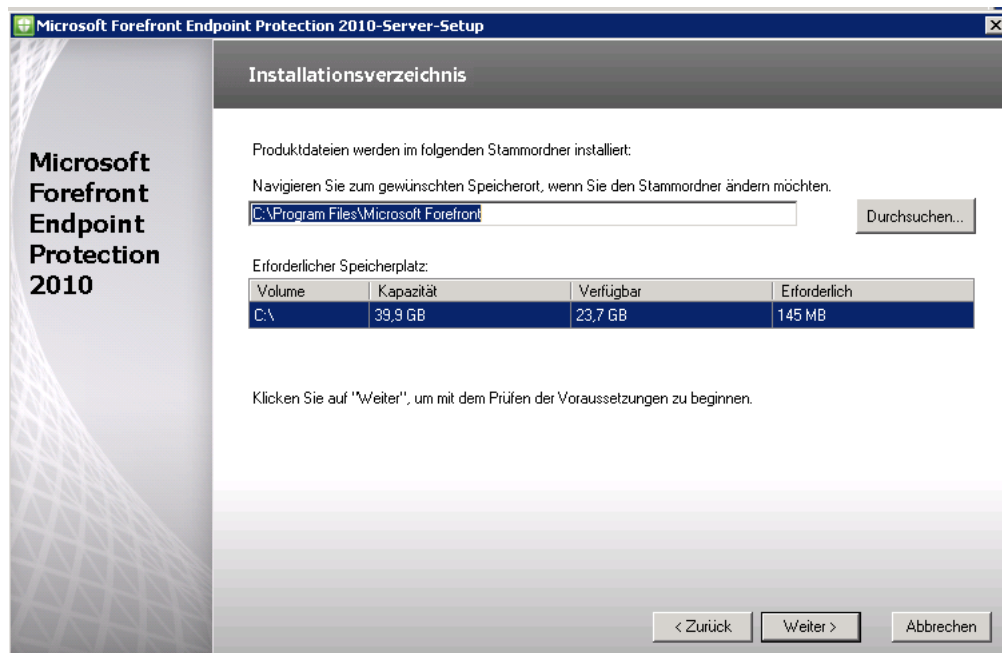 Microsoft Forefront Endpoint Protection 2010-Server-Setup
Installationsverzeichnis
Microsoft
Forefront
Endpoint
Protection
2010
Produktdateien werden im folgenden Stammordner installiert:
Navigieren Sie zum gewünschten Speicherort, wenn Sie den Stammordner ändern möchten.
C:\Program Files\Microsoft Forefront
Durchsuchen...
Erforderlicher Speicherplatz:
Volume Kapazität Verfügbar Erforderlich
C:\ 39,9 GB 23,7 GB 145 MB
Klicken Sie auf "Weiter", um mit dem Prüfen der Voraussetzungen zu beginnen.
< Zurück Weiter > Abbrechen